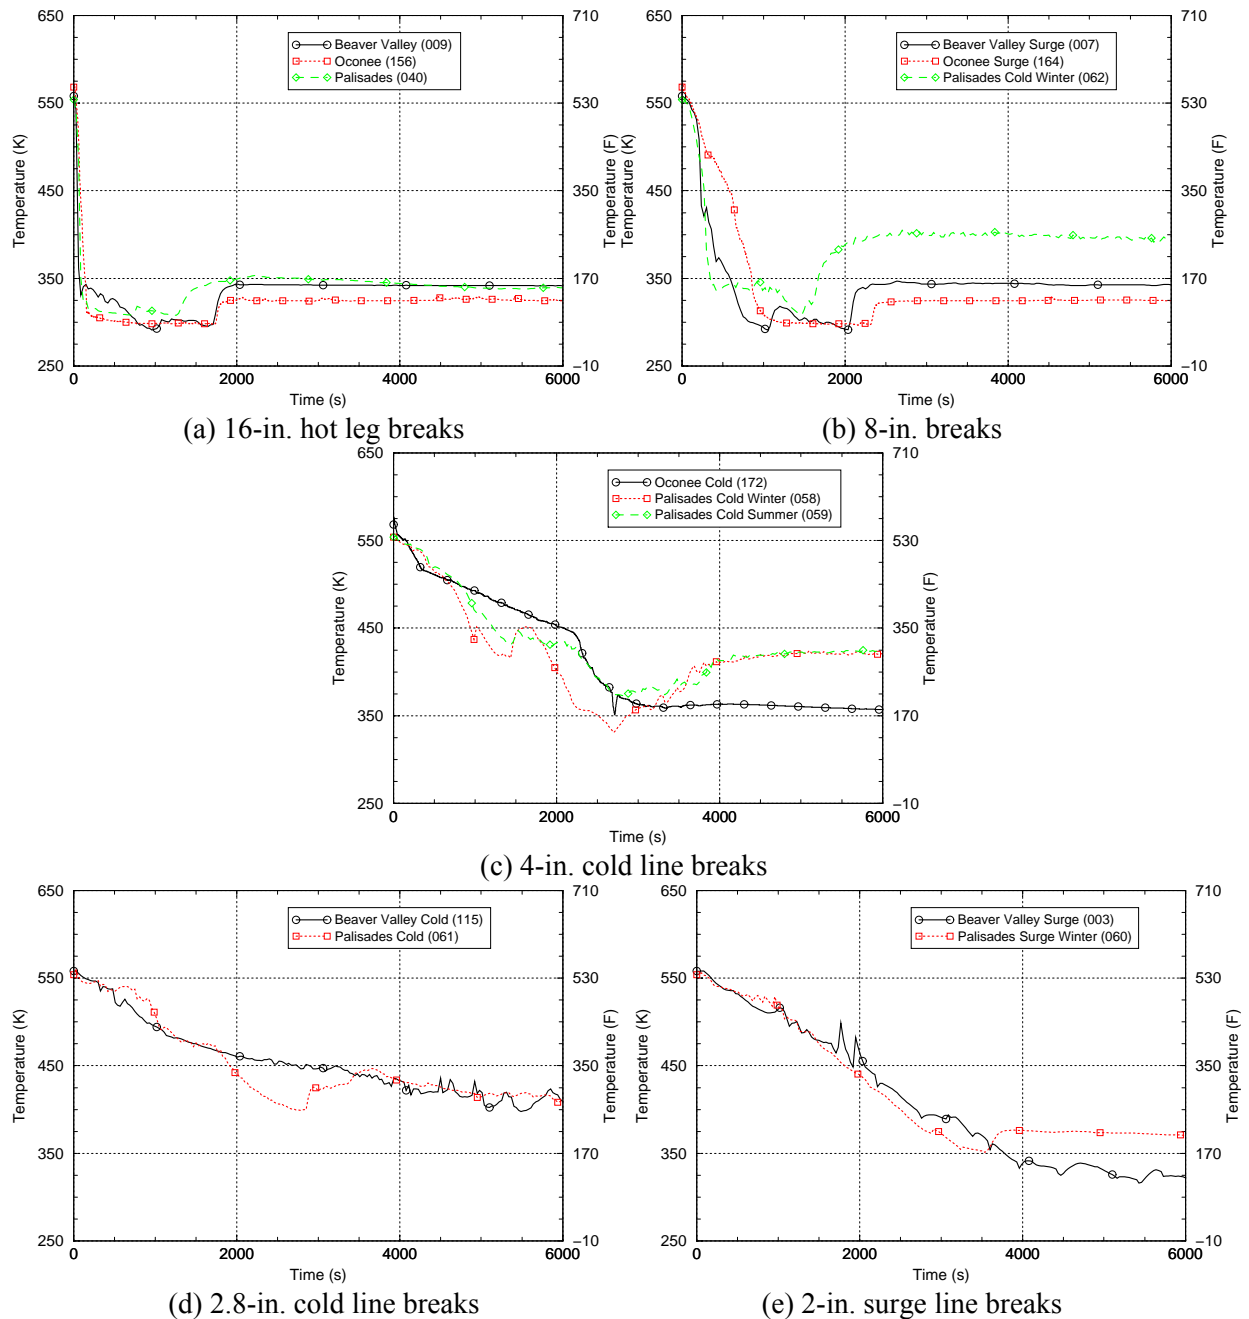 650
550
450
350
250
Temperature (K)
Beaver Valley (009)
Oconee (156)
Palisades (040)
710
530
350
170
−10
Temperature (F)
0
2000
4000
6000
Time (s)
(a) 16-in. hot leg breaks
650
550
450
350
250
Temperature (K)
Beaver Valley Surge (007)
Oconee Surge (164)
Palisades Cold Winter (062)
710
530
350
170
−10
Temperature (F)
0
2000
4000
6000
Time (s)
(b) 8-in. breaks
650
550
450
350
250
Temperature (K)
Oconee Cold (172)
Palisades Cold Winter (058)
Palisades Cold Summer (059)
710
530
350
170
−10
Temperature (F)
0
2000
4000
6000
Time (s)
(c) 4-in. cold line breaks
650
550
450
350
250
Temperature (K)
Beaver Valley Cold (115)
Palisades Cold (061)
710
530
350
170
−10
Temperature (F)
0
2000
4000
6000
Time (s)
(d) 2.8-in. cold line breaks
650
550
450
350
250
Temperature (K)
Beaver Valley Surge (003)
Palisades Surge Winter (060)
710
530
350
170
−10
Temperature (F)
0
2000
4000
6000
Time (s)
(e) 2-in. surge line breaks